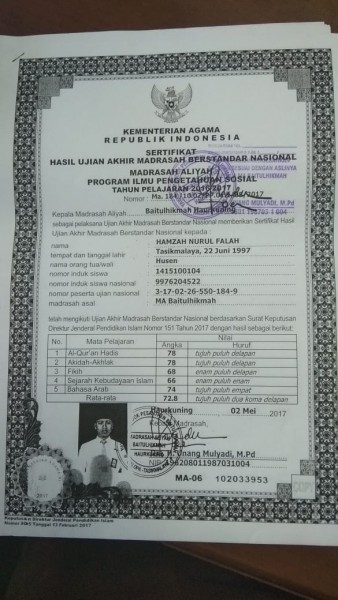 KEMENTERIAN AGAMA
REPUBLIK INDONESIA
SERTIFIKAT
HASIL UJIAN AKHIR MADRASAH BERSTANDAR NASIONAL
MADRASAH ALIYAH
PROGRAM ILMU PENGETAHUAN SOSIAL
TAHUN PELAJARAN 2016/2017
Nomor
Kepala Madrasah Aliyah Baitulhikmah Haurkuning
sebagai pelaksana Ujian Akhir Madrasah Berstandar Nasional memberikan Sertifikat Hasil
Ujian Akhir Madrasah Berstandar Nasional kepada :
nama : HAMZAH NURUL FALAH
tempat dan tanggal lahir : Tasikmalaya, 22 Juni 1997
nama orang tua/wali : Husen
nomor induk siswa : 1415100104
nomor induk siswa nasional : 9976204522
nomor peserta ujian nasional : 3-17-02-26-550-184-9
madrasah asal : MA Baitulhikmah
telah mengikuti Ujian Akhir Madrasah Berstandar Nasional berdasarkan Surat Keputusan
Direktur Jenderal Pendidikan Islam Nomor 151 Tahun 2017 dengan hasil sebagai berikut:
No. Mata Pelajaran Nilai
Angka Huruf
1 Al-Qur'an Hadis 78 tujuh puluh delapan
2 Akidah-Akhlak 78 tujuh puluh delapan
3 Fikih 68 enam puluh delapan
4 Sejarah Kebudayaan Islam 66 enam puluh enam
5 Bahasa Arab 74 tujuh puluh empat
Rata-rata 72.8 tujuh puluh dua koma delapan
Haurkuning 02 Mei 2017
Kepala Madrasah,
Unang Mulyadi, M.Pd
NIP 196208011987031004
MA-06 102033953
Keputusan Direktur Jenderal Pendidikan Islam